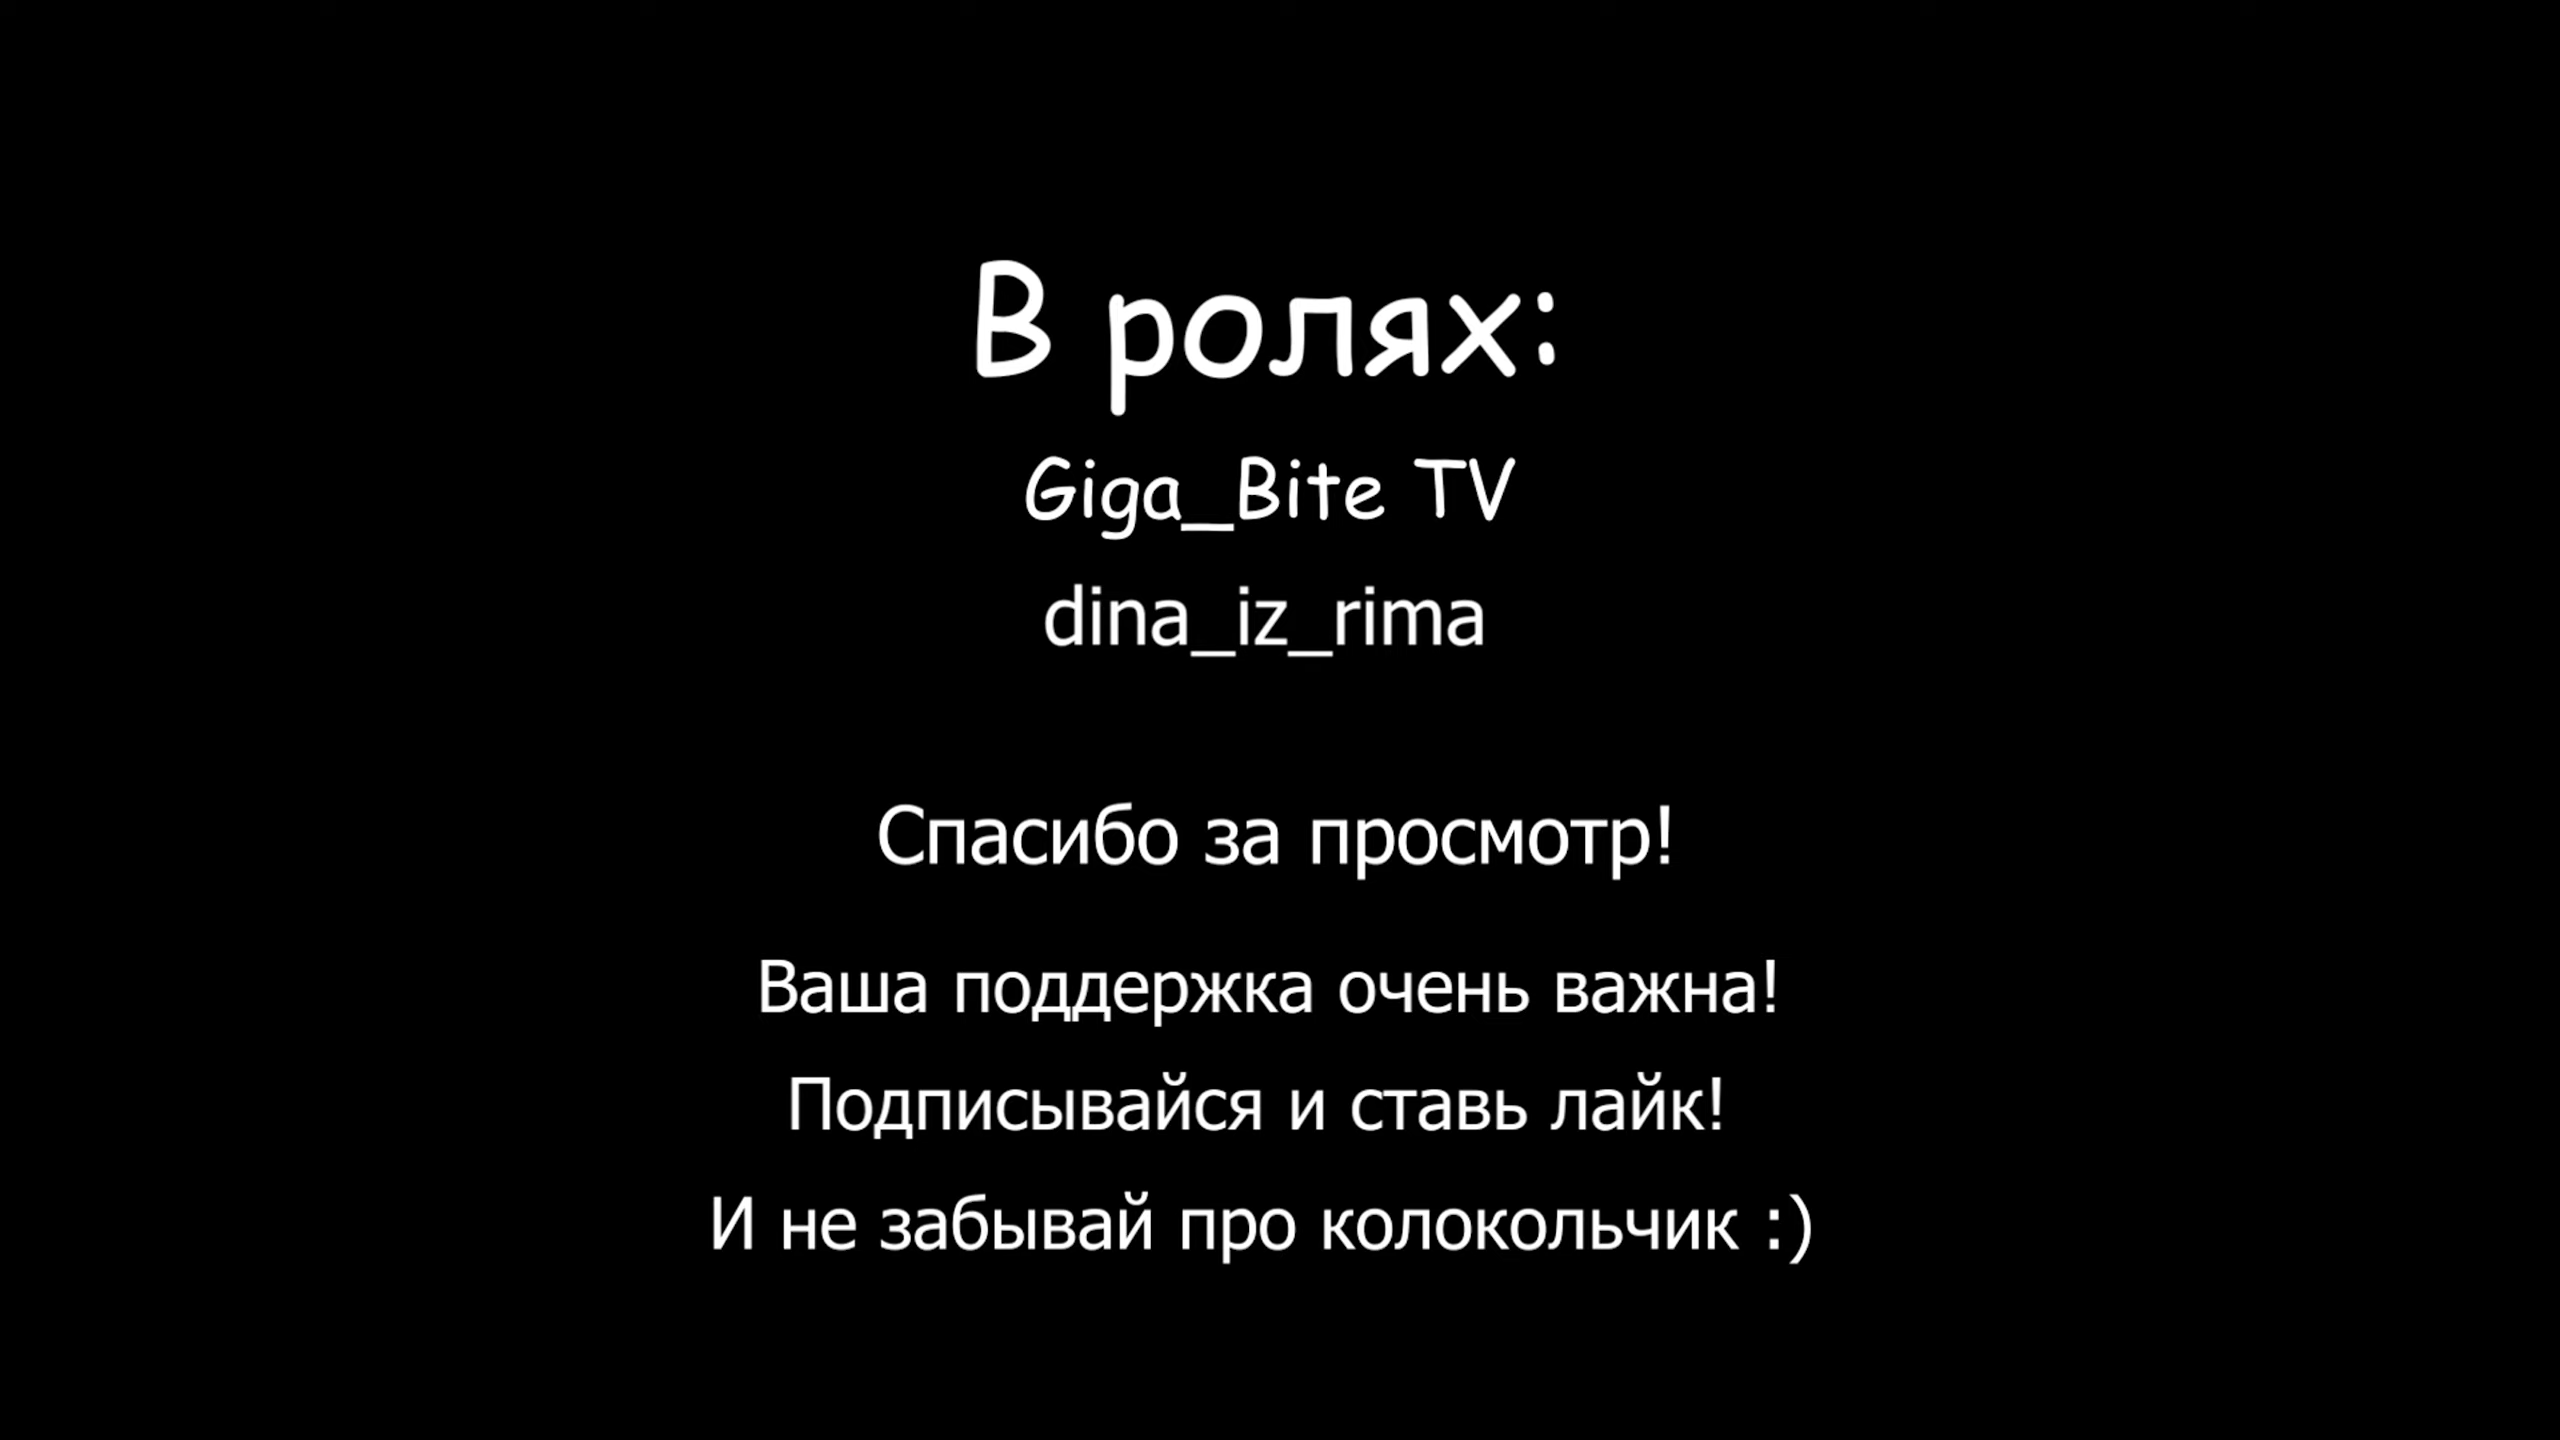 В ролях:
Giga_Bite TV
dina_iz_rima
Спасибо за просмотр!
Ваша поддержка очень важна!
Подписывайся и ставь лайк!
И не забывай про колокольчик :)